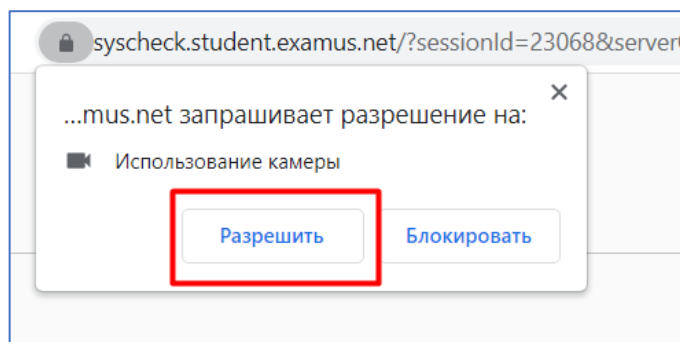 syscheck.student.examus.net/?sessionId=23068&server
...mus.net запрашивает разрешение на:
Использование камеры
Разрешить
Блокировать